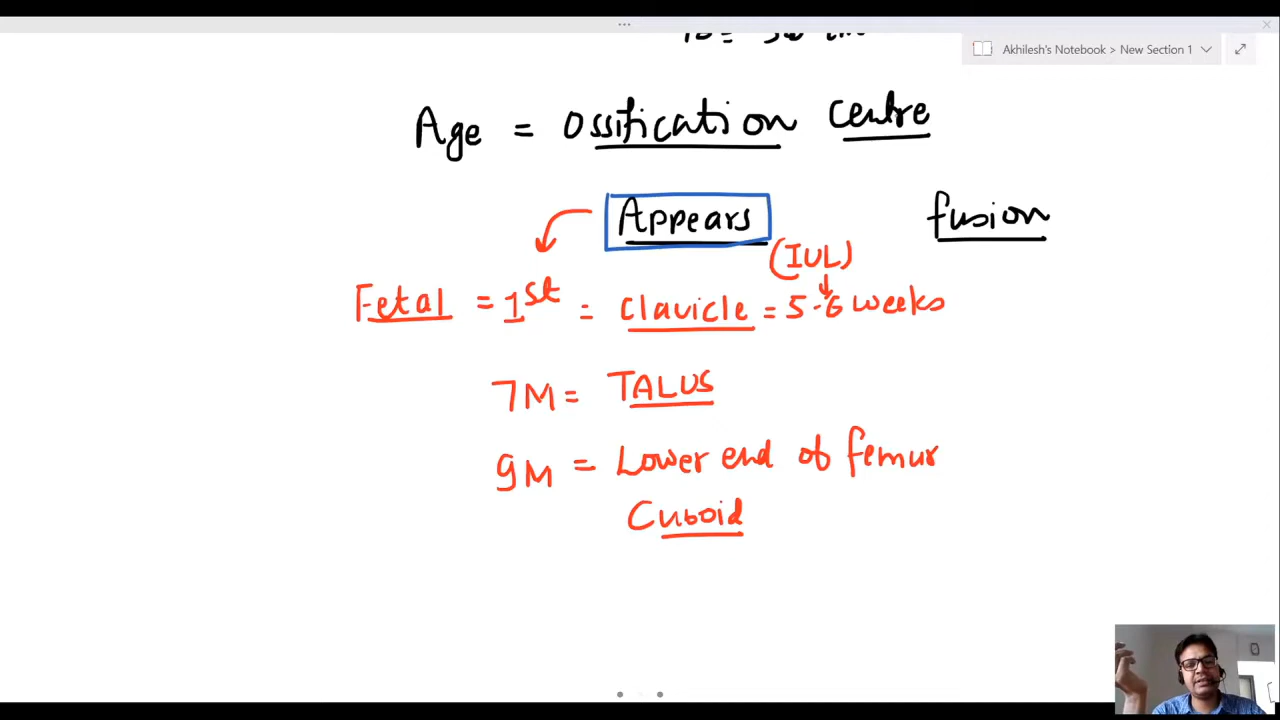 Akhilesh's Notebook > New Section 1
Age = Ossification centre
Appears fusion
(IUL)
Fetal = 1st = clavicle = 5-6 weeks
7M = TALUS
9M = Lower end of femur
Cuboid